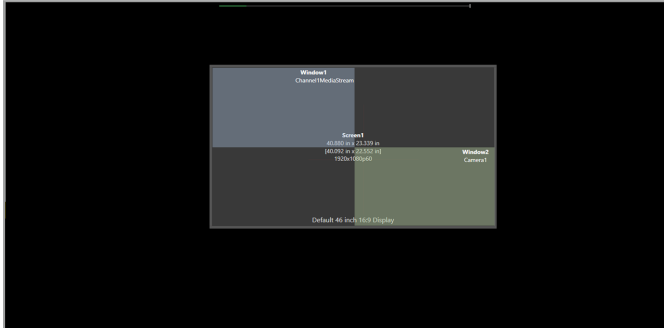 Window1
Channel1MediaStream
Screen1
40.880 in x 23.339 in
[40.092 in x 22.552 in]
1920x1080p60
Window2
Camera1
Default 46 inch 16:9 Display